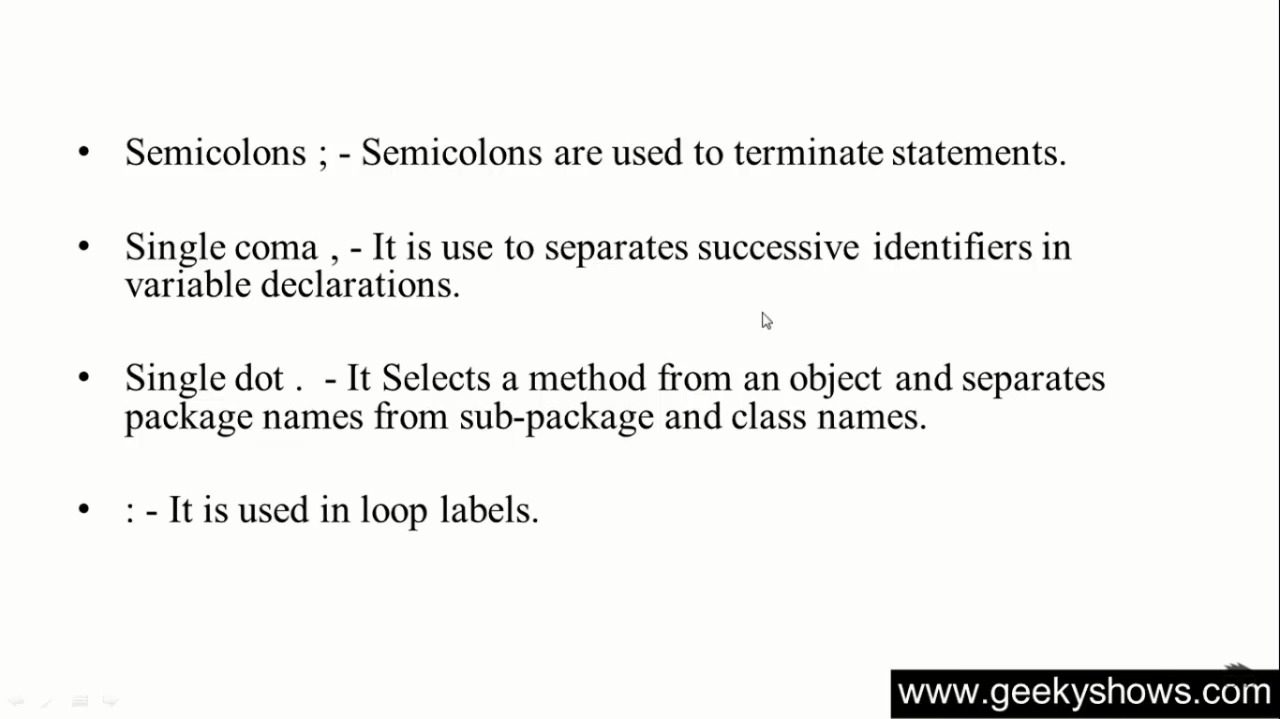 • Semicolons ; - Semicolons are used to terminate statements.
• Single coma , - It is use to separates successive identifiers in
variable declarations.
• Single dot . - It Selects a method from an object and separates
package names from sub-package and class names.
• : - It is used in loop labels.
www.geekyshows.com